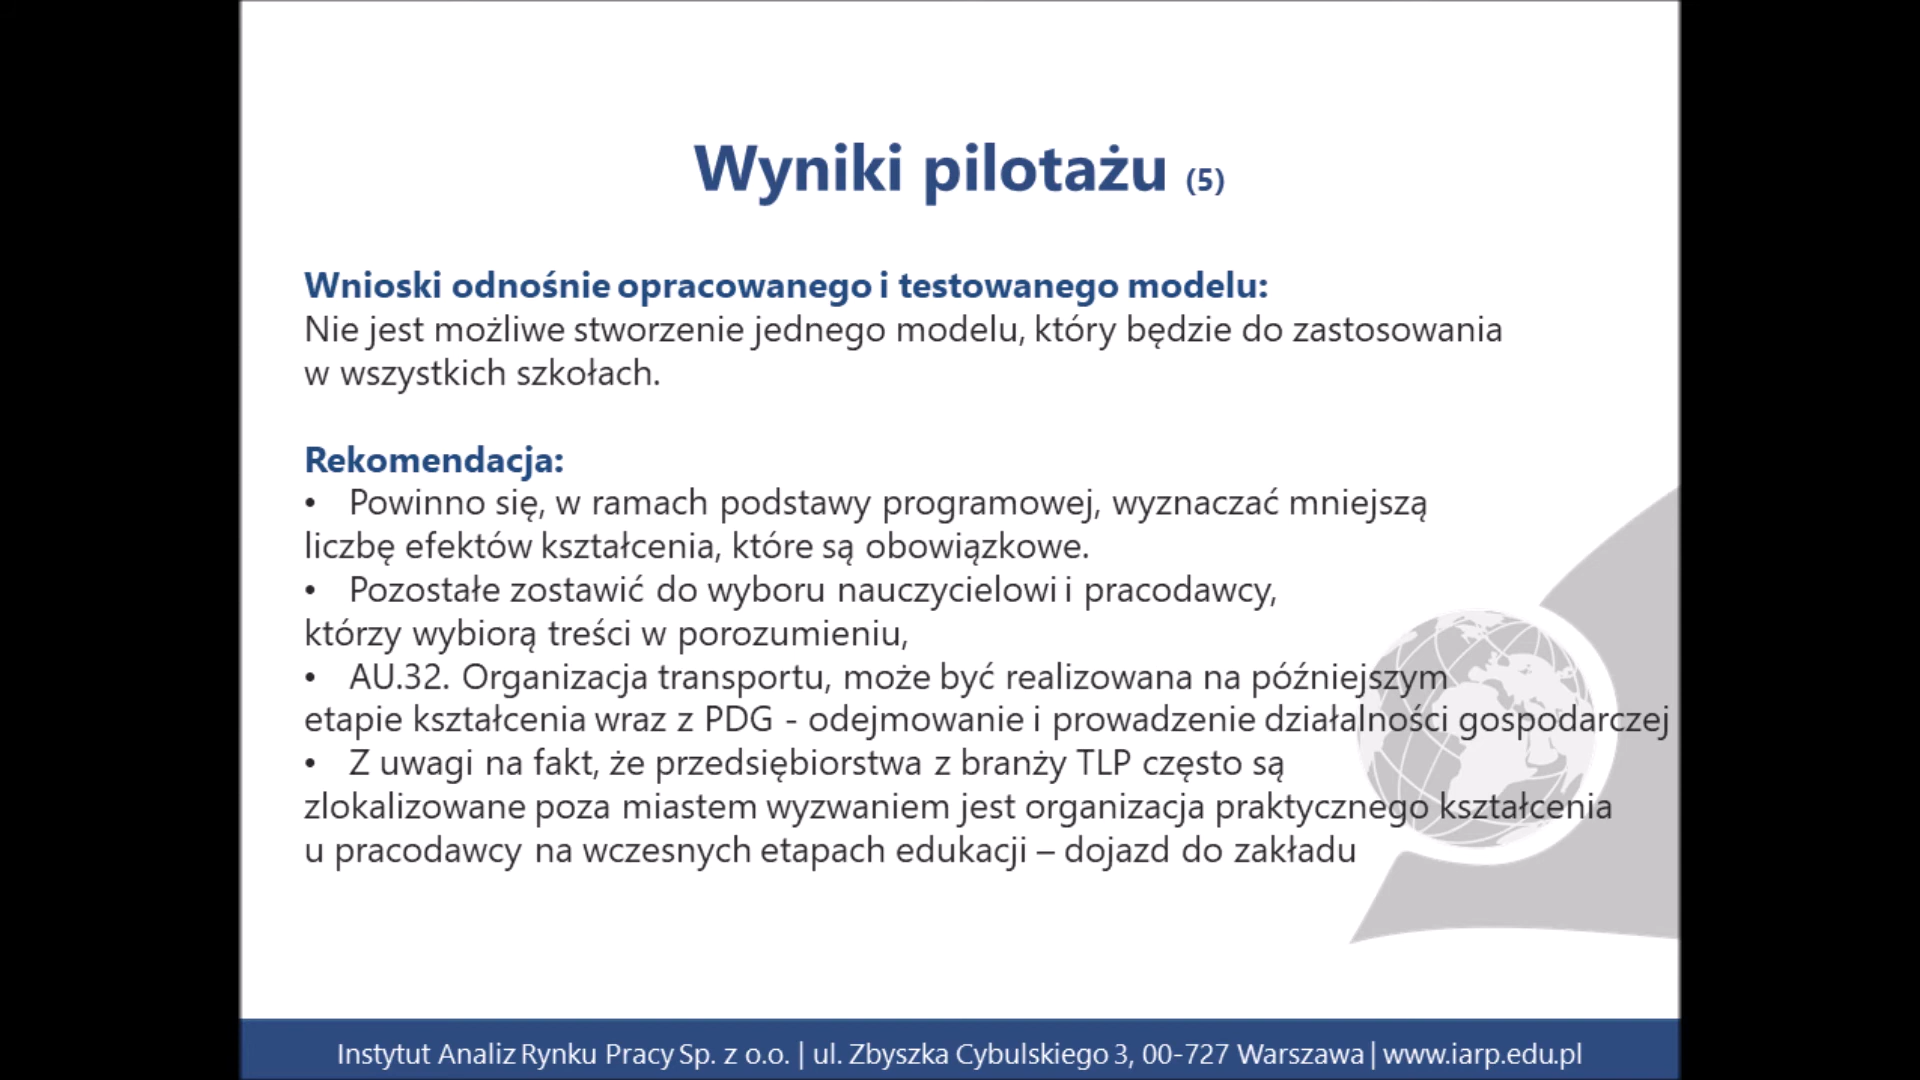 Wyniki pilotażu (5)
Wnioski odnośnie opracowanego i testowanego modelu:
Nie jest możliwe stworzenie jednego modelu, który będzie do zastosowania
w wszystkich szkołach.
Rekomendacja:
• Powinno się, w ramach podstawy programowej, wyznaczać mniejszą
liczbę efektów kształcenia, które są obowiązkowe.
• Pozostałe zostawić do wyboru nauczycielowi i pracodawcy,
którzy wybiorą treści w porozumieniu,
• AU.32. Organizacja transportu, może być realizowana na późniejszym
etapie kształcenia wraz z PDG - odejmowanie i prowadzenie działalności gospodarczej
• Z uwagi na fakt, że przedsiębiorstwa z branży TLP często są
zlokalizowane poza miastem wyzwaniem jest organizacja praktycznego kształcenia
u pracodawcy na wczesnych etapach edukacji – dojazd do zakładu
Instytut Analiz Rynku Pracy Sp. z o.o. | ul. Zbyszka Cybulskiego 3, 00-727 Warszawa | www.iarp.edu.pl